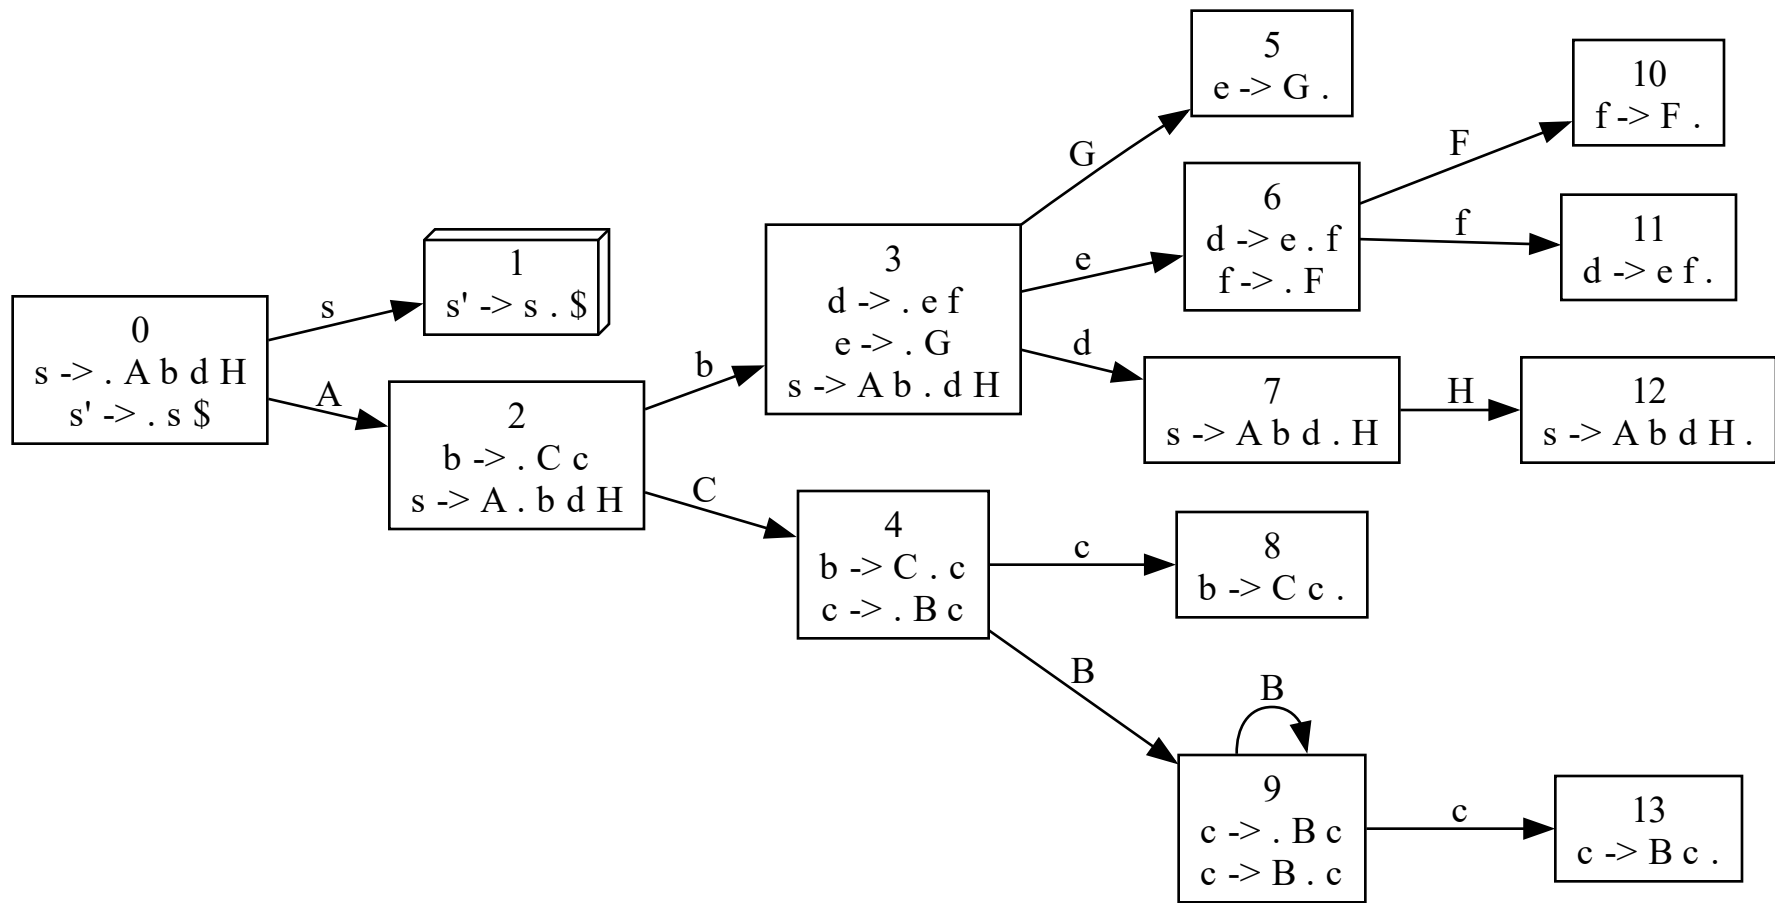 0
s -> . A b d H
s' -> . s $
s
A
1
s' -> s . $
2
b -> . C c
s -> A . b d H
b
C
3
d -> . e f
e -> . G
s -> A b . d H
4
b -> C . c
c -> . B c
G
e
d
c
B
5
e -> G .
6
d -> e . f
f -> . F
7
s -> A b d . H
8
b -> C c .
B
9
c -> . B c
c -> B . c
F
f
H
c
10
f -> F .
11
d -> e f .
12
s -> A b d H .
13
c -> B c .